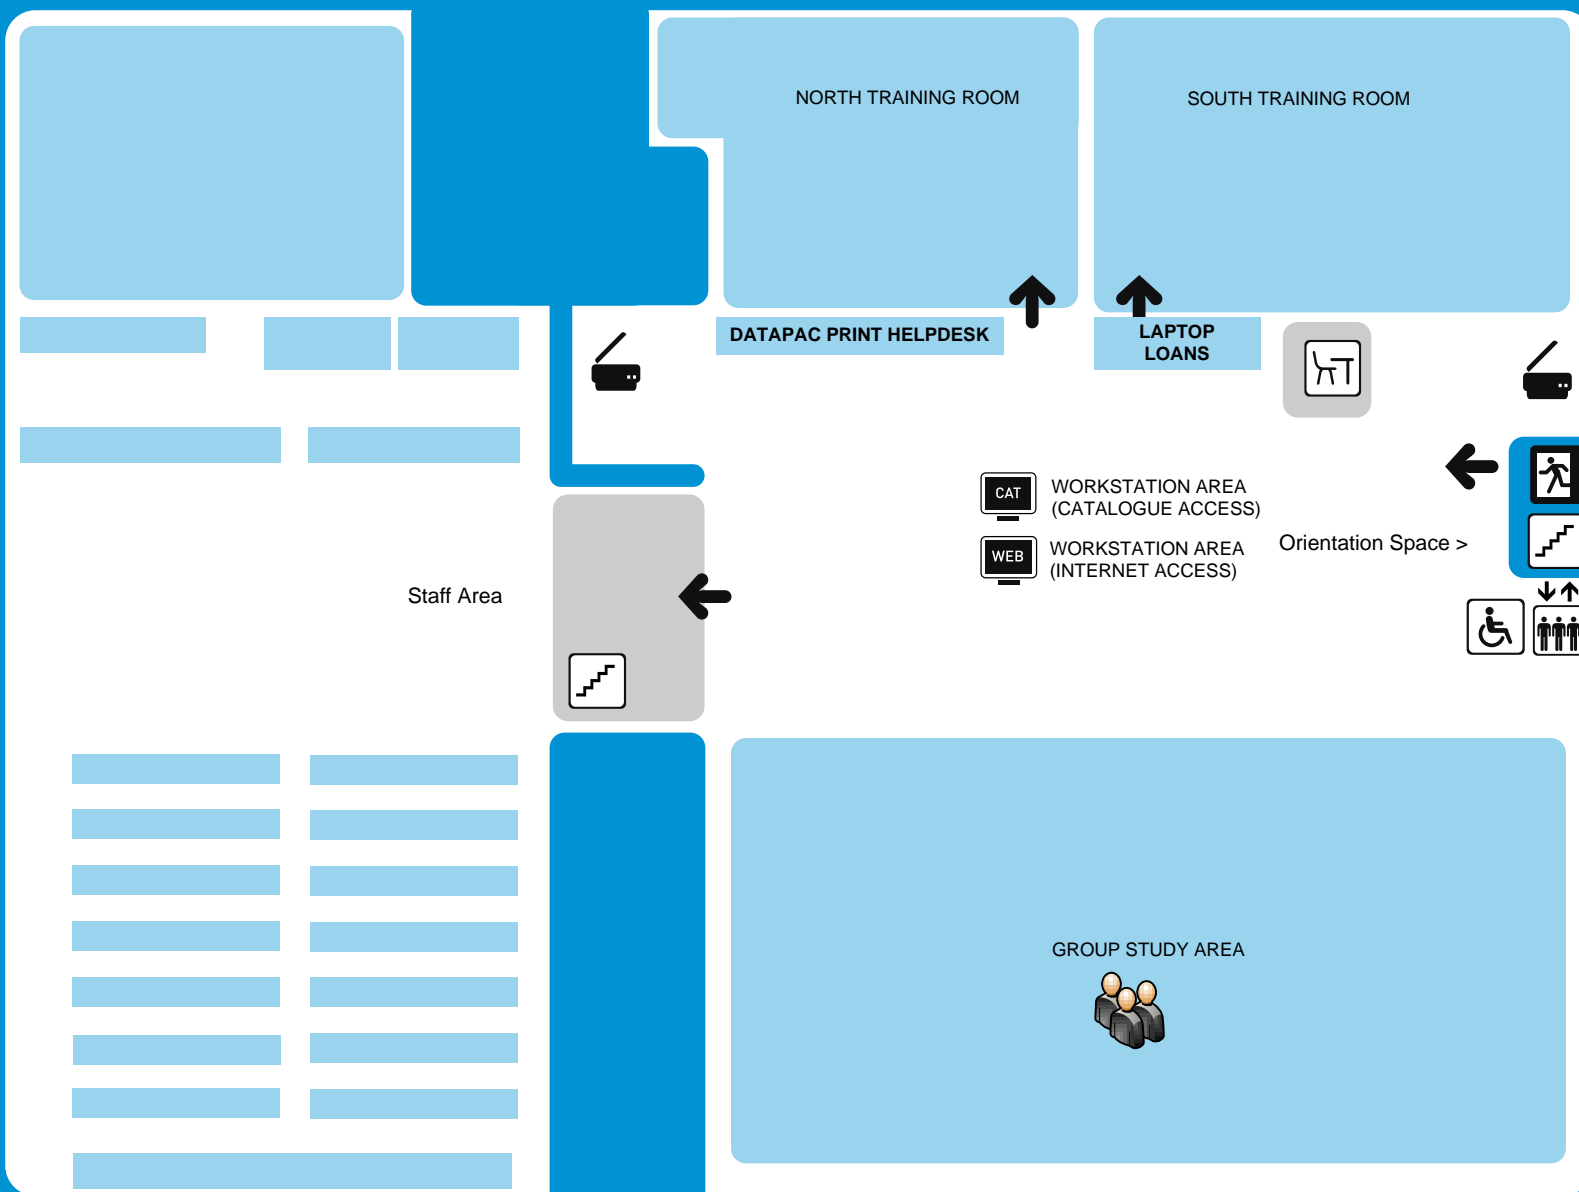 NORTH TRAINING ROOM
SOUTH TRAINING ROOM
DATAPAC PRINT HELPDESK
LAPTOP
LOANS
CAT
WORKSTATION AREA
(CATALOGUE ACCESS)
WEB
WORKSTATION AREA
(INTERNET ACCESS)
Orientation Space >
Staff Area
GROUP STUDY AREA